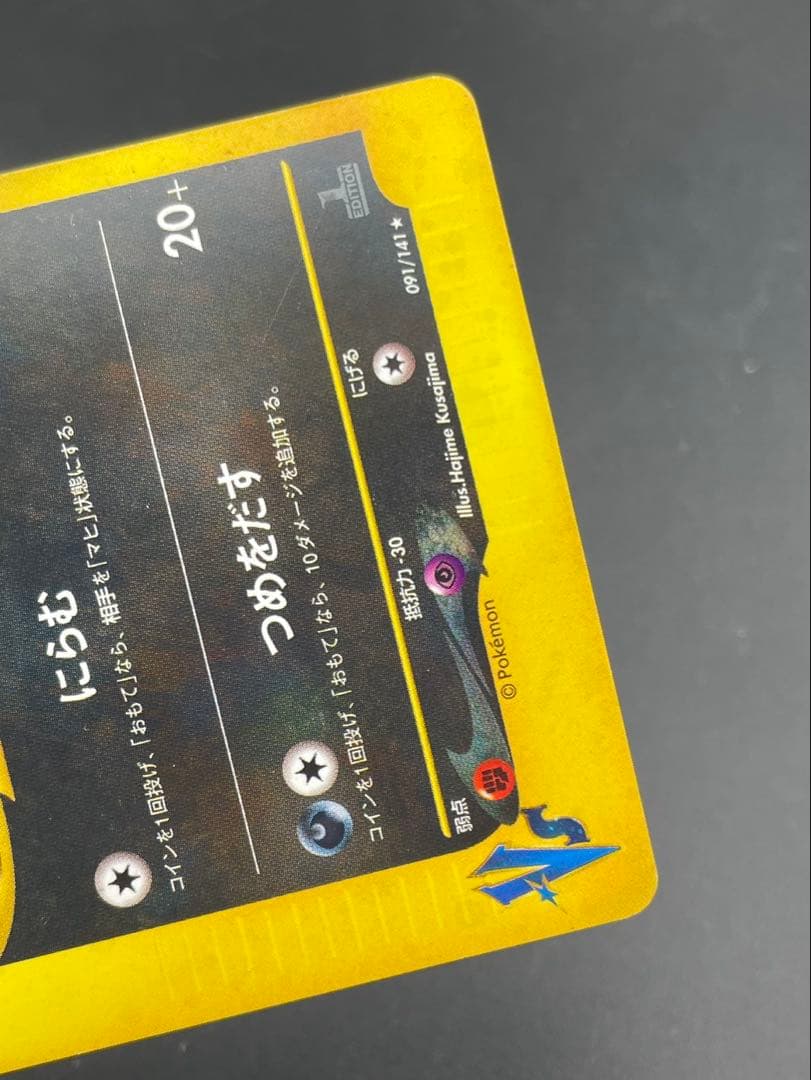 にらむ
コインを1回投げ、「おもて」なら、相手を「マヒ」状態にする。
つめをだす 20+
コインを1回投げ、「おもて」なら、10ダメージを追加する。
弱点 抵抗力 -30 にげる
1 EDITION
Illus.Hajime Kusajima 091/141★
© Pokémon